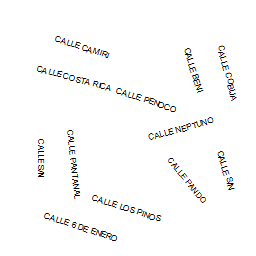 CALLE CAMIRI
CALLE BENI
CALLE COBIJA
CALLE COSTA RICA
CALLE PENOCO
CALLE NEPTUNO
CALLE S/N
CALLE PANTANAL
CALLE PANDO
CALLE S/N
CALLE LOS PINOS
CALLE 6 DE ENERO